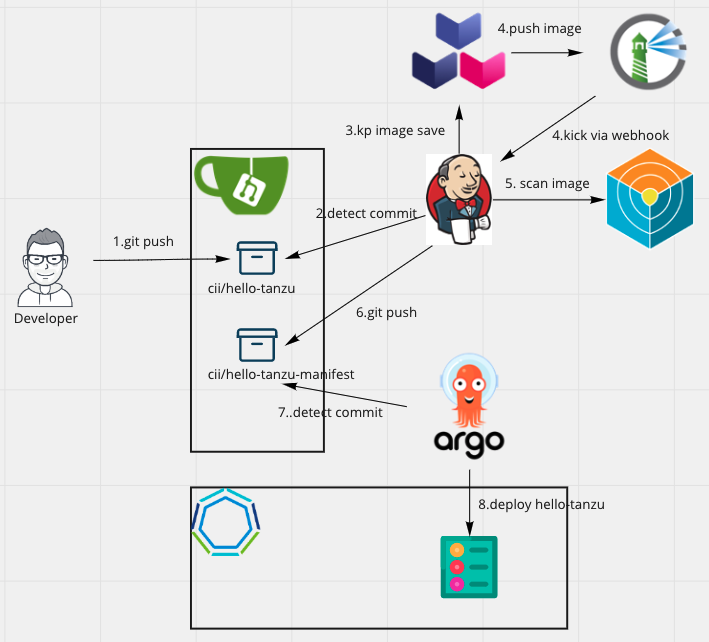 4.push image
3.kp image save
4.kick via webhook
5. scan image
2.detect commit
1.git push
cii/hello-tanzu
Developer
6.git push
cii/hello-tanzu-manifest
7..detect commit
argo
8.deploy hello-tanzu